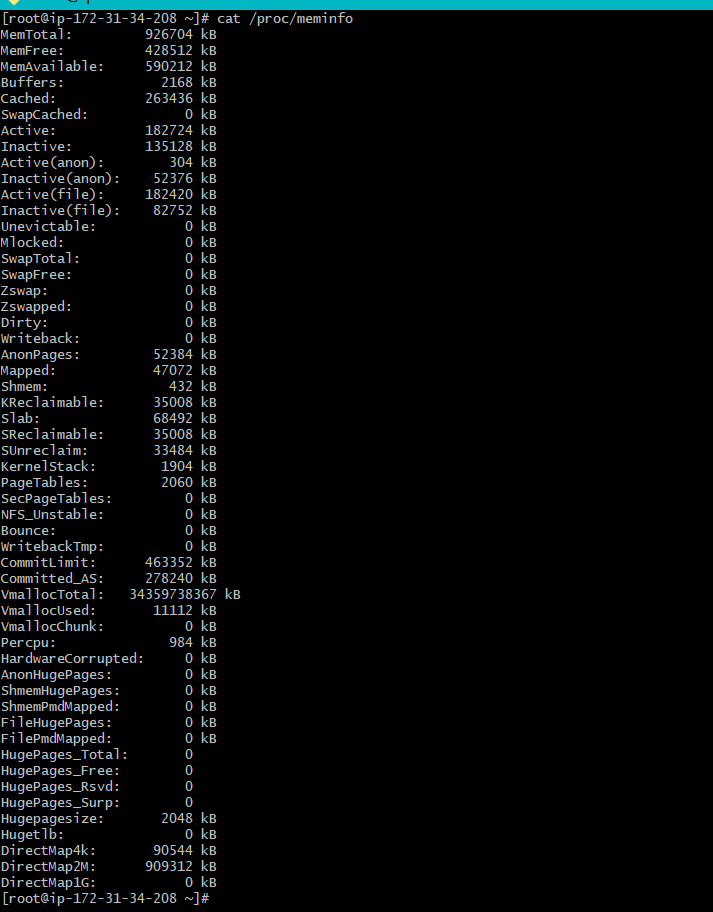 [root@ip-172-31-34-208 ~]# cat /proc/meminfo
MemTotal:         926704 kB
MemFree:          428512 kB
MemAvailable:     590212 kB
Buffers:            2168 kB
Cached:           263436 kB
SwapCached:            0 kB
Active:           182724 kB
Inactive:         135128 kB
Active(anon):        304 kB
Inactive(anon):    52376 kB
Active(file):     182420 kB
Inactive(file):    82752 kB
Unevictable:           0 kB
Mlocked:               0 kB
SwapTotal:             0 kB
SwapFree:              0 kB
Zswap:                 0 kB
Zswapped:              0 kB
Dirty:                 0 kB
Writeback:             0 kB
AnonPages:         52384 kB
Mapped:            47072 kB
Shmem:               432 kB
KReclaimable:      35008 kB
Slab:              68492 kB
SReclaimable:      35008 kB
SUnreclaim:        33484 kB
KernelStack:        1904 kB
PageTables:         2060 kB
SecPageTables:         0 kB
NFS_Unstable:          0 kB
Bounce:                0 kB
WritebackTmp:          0 kB
CommitLimit:      463352 kB
Committed_AS:     278240 kB
VmallocTotal:   34359738367 kB
VmallocUsed:       11112 kB
VmallocChunk:          0 kB
Percpu:              984 kB
HardwareCorrupted:     0 kB
AnonHugePages:         0 kB
ShmemHugePages:        0 kB
ShmemPmdMapped:        0 kB
FileHugePages:         0 kB
FilePmdMapped:         0 kB
HugePages_Total:       0
HugePages_Free:        0
HugePages_Rsvd:        0
HugePages_Surp:        0
Hugepagesize:       2048 kB
Hugetlb:               0 kB
DirectMap4k:       90544 kB
DirectMap2M:      909312 kB
DirectMap1G:           0 kB
[root@ip-172-31-34-208 ~]#